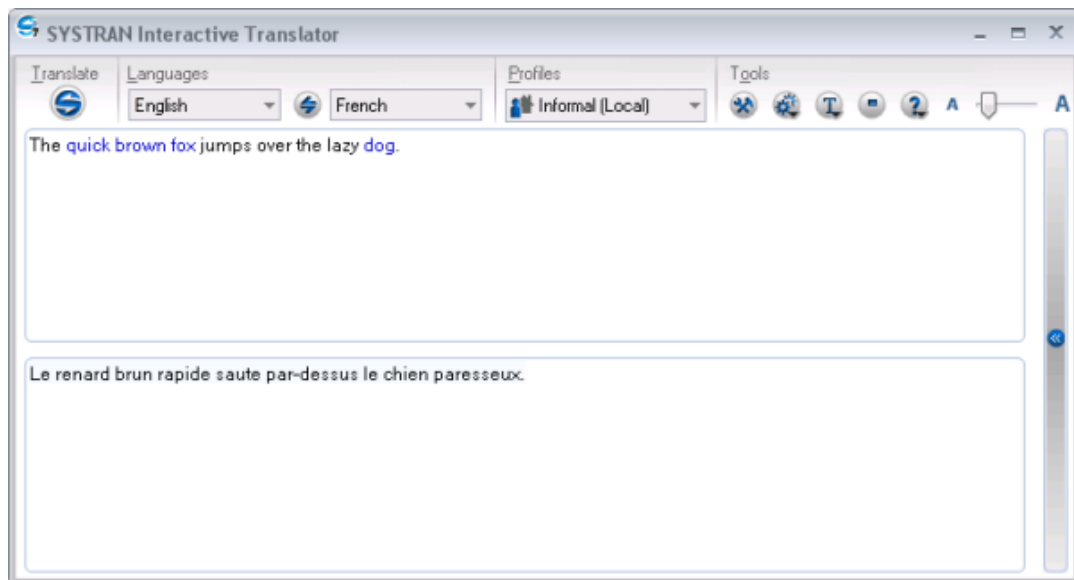 SYSTRAN Interactive Translator
Translate Languages Profiles Tools
English French Informal (Local) A A
The quick brown fox jumps over the lazy dog.
Le renard brun rapide saute par-dessus le chien paresseux.